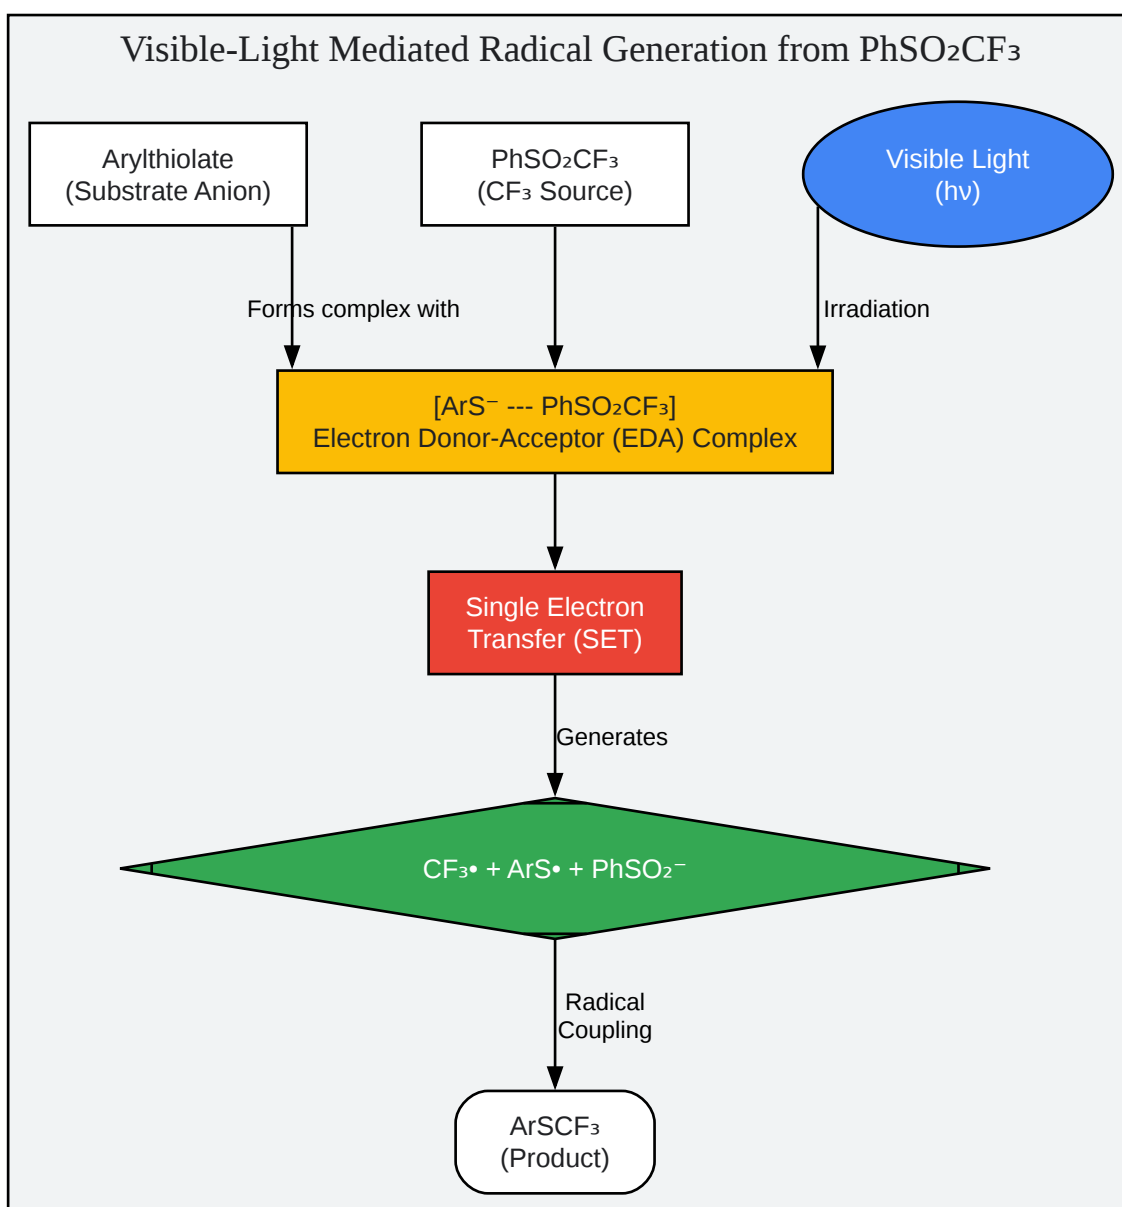 Visible-Light Mediated Radical Generation from PhSO₂CF₃
Arylthiolate
(Substrate Anion)
PhSO₂CF₃
(CF₃ Source)
Visible Light
(hν)
Forms complex with
Irradiation
[ArS⁻ --- PhSO₂CF₃]
Electron Donor-Acceptor (EDA) Complex
Single Electron
Transfer (SET)
Generates
CF₃• + ArS• + PhSO₂⁻
Radical
Coupling
ArSCF₃
(Product)